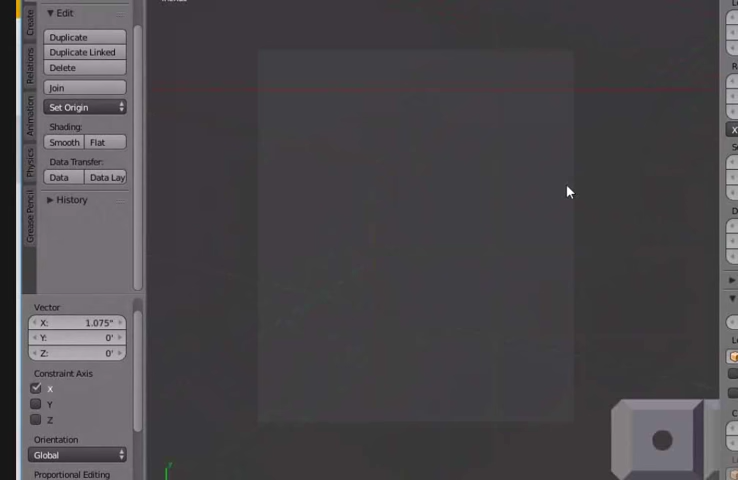 Create
Relations
Animation
Physics
Grease Pencil
Edit
Duplicate
Duplicate Linked
Delete
Join
Set Origin
Shading:
Smooth Flat
Data Transfer:
Data Data Lay
History
Vector
X: 1.075"
Y: 0'
Z: 0'
Constraint Axis
X
Y
Z
Orientation
Global
Proportional Editing